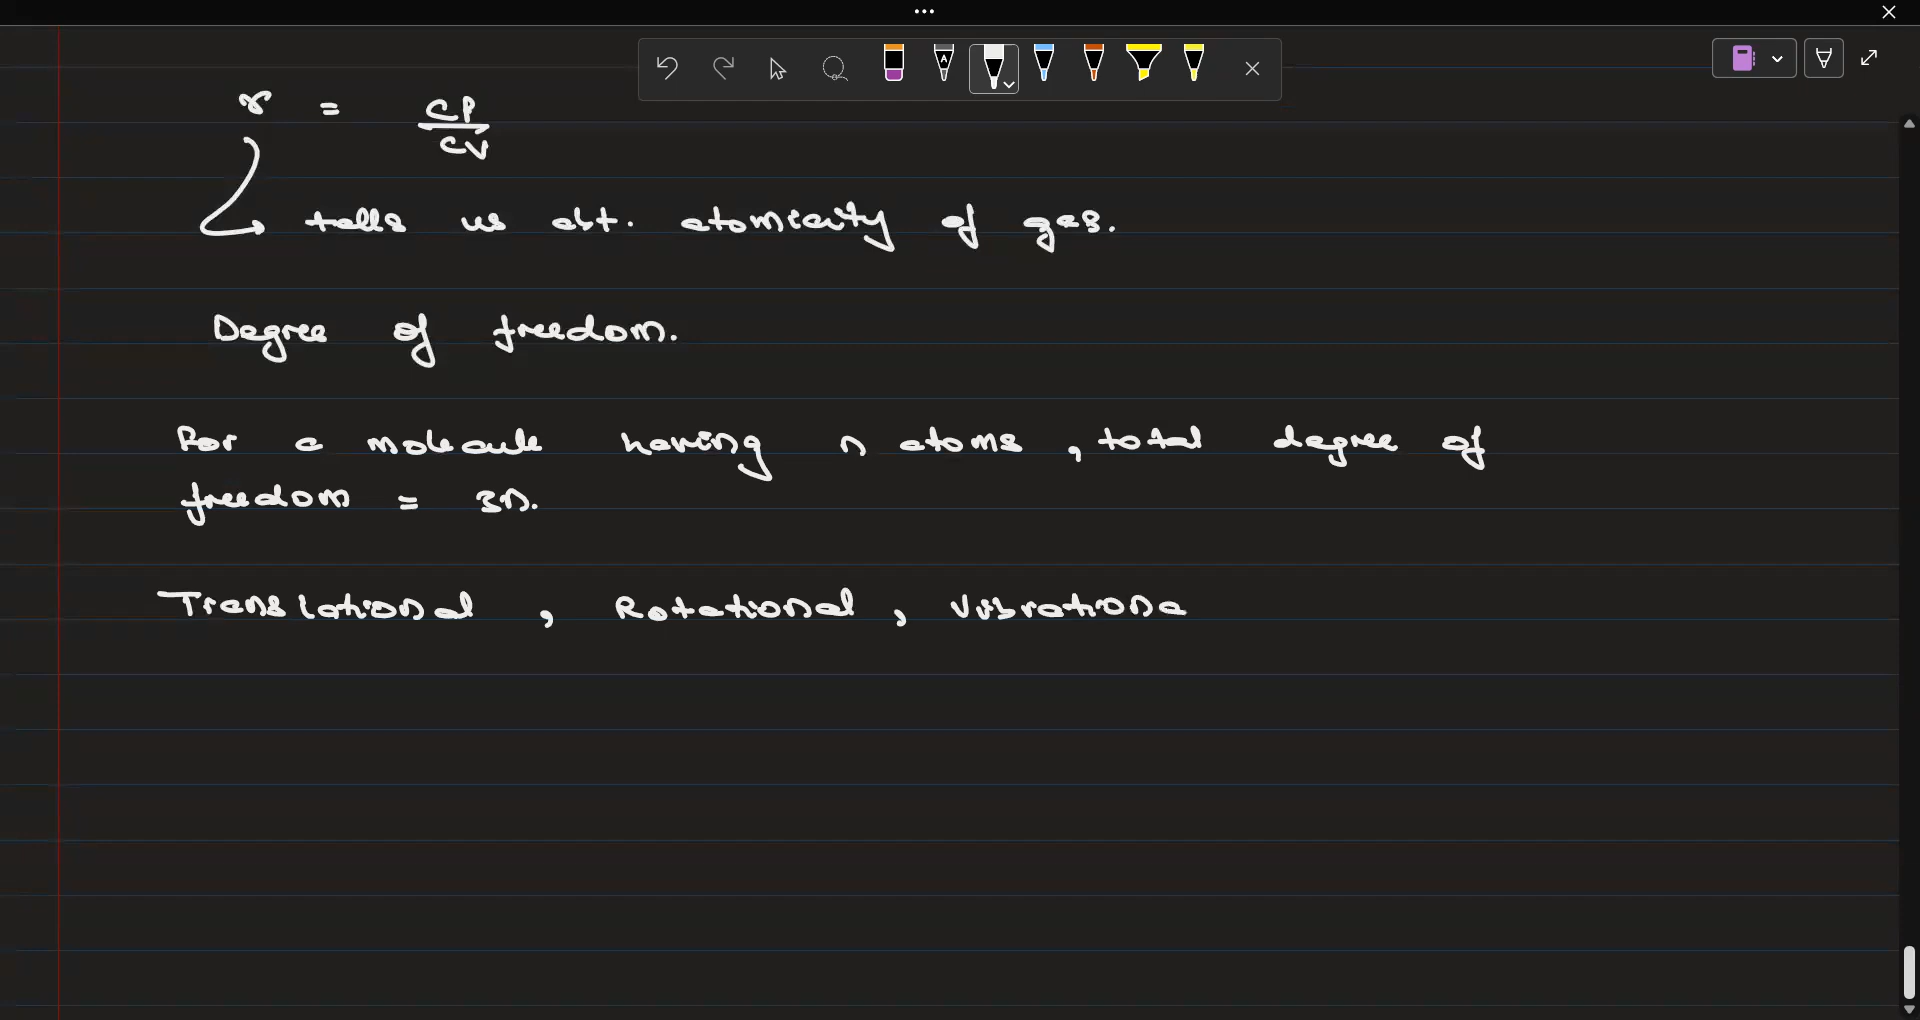 γ = CP/CV
tells us abt. atomicity of gas.
Degree of freedom.
For a molecule having n atoms, total degree of
freedom = 3n.
Translational, Rotational, Vibrationa